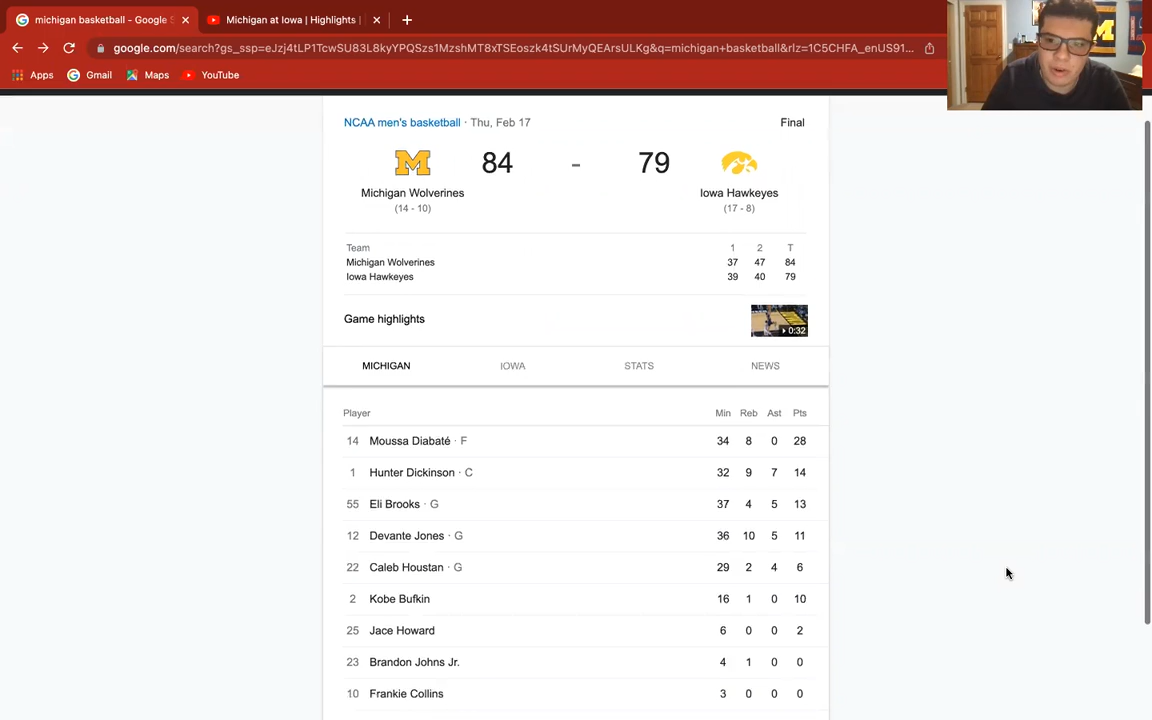 michigan basketball - Google S
Michigan at Iowa | Highlights |
google.com/search?gs_ssp=eJzj4tLP1TcwSU83L8kyYPQSzs1MzshMT8xTSEoszk4tSUrMyQEArsULKg&q=michigan+basketball&rlz=1C5CHFA_enUS91...
Apps Gmail Maps YouTube
NCAA men's basketball · Thu, Feb 17 Final
M 84 - 79
Michigan Wolverines Iowa Hawkeyes
(14 - 10) (17 - 8)
Team 1 2 T
Michigan Wolverines 37 47 84
Iowa Hawkeyes 39 40 79
Game highlights 0:32
MICHIGAN IOWA STATS NEWS
Player Min Reb Ast Pts
14 Moussa Diabaté · F 34 8 0 28
1 Hunter Dickinson · C 32 9 7 14
55 Eli Brooks · G 37 4 5 13
12 Devante Jones · G 36 10 5 11
22 Caleb Houstan · G 29 2 4 6
2 Kobe Bufkin 16 1 0 10
25 Jace Howard 6 0 0 2
23 Brandon Johns Jr. 4 1 0 0
10 Frankie Collins 3 0 0 0